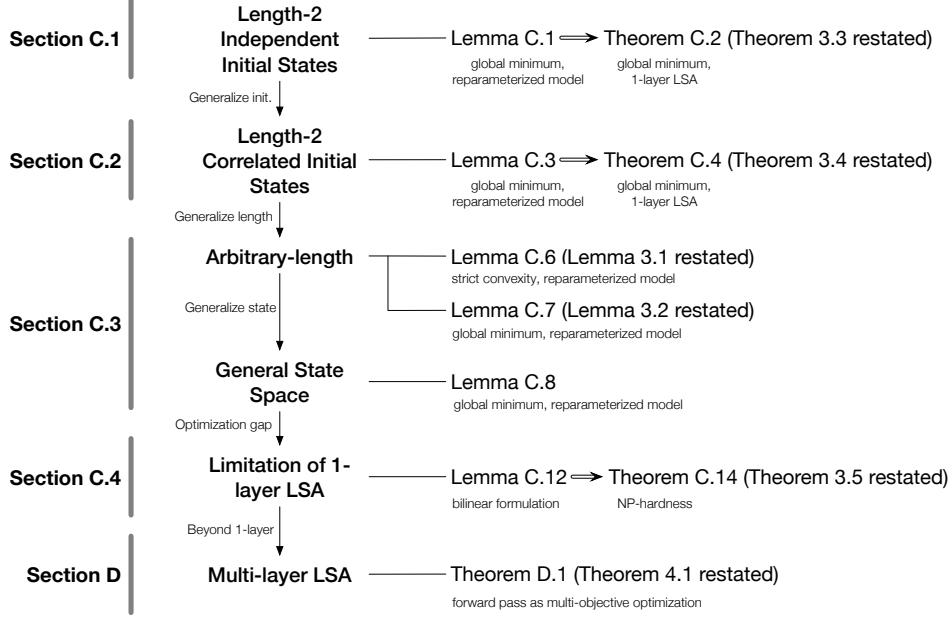 Section C.1
Length-2
Independent
Initial States
Lemma C.1
global minimum,
reparameterized model
Theorem C.2 (Theorem 3.3 restated)
global minimum,
1-layer LSA
Generalize init.
Section C.2
Length-2
Correlated Initial
States
Lemma C.3
global minimum,
reparameterized model
Theorem C.4 (Theorem 3.4 restated)
global minimum,
1-layer LSA
Generalize length
Section C.3
Arbitrary-length
Lemma C.6 (Lemma 3.1 restated)
strict convexity, reparameterized model
Lemma C.7 (Lemma 3.2 restated)
global minimum, reparameterized model
Generalize state
General State
Space
Lemma C.8
global minimum, reparameterized model
Optimization gap
Section C.4
Limitation of 1-
layer LSA
Lemma C.12
bilinear formulation
Theorem C.14 (Theorem 3.5 restated)
NP-hardness
Beyond 1-layer
Section D
Multi-layer LSA
Theorem D.1 (Theorem 4.1 restated)
forward pass as multi-objective optimization